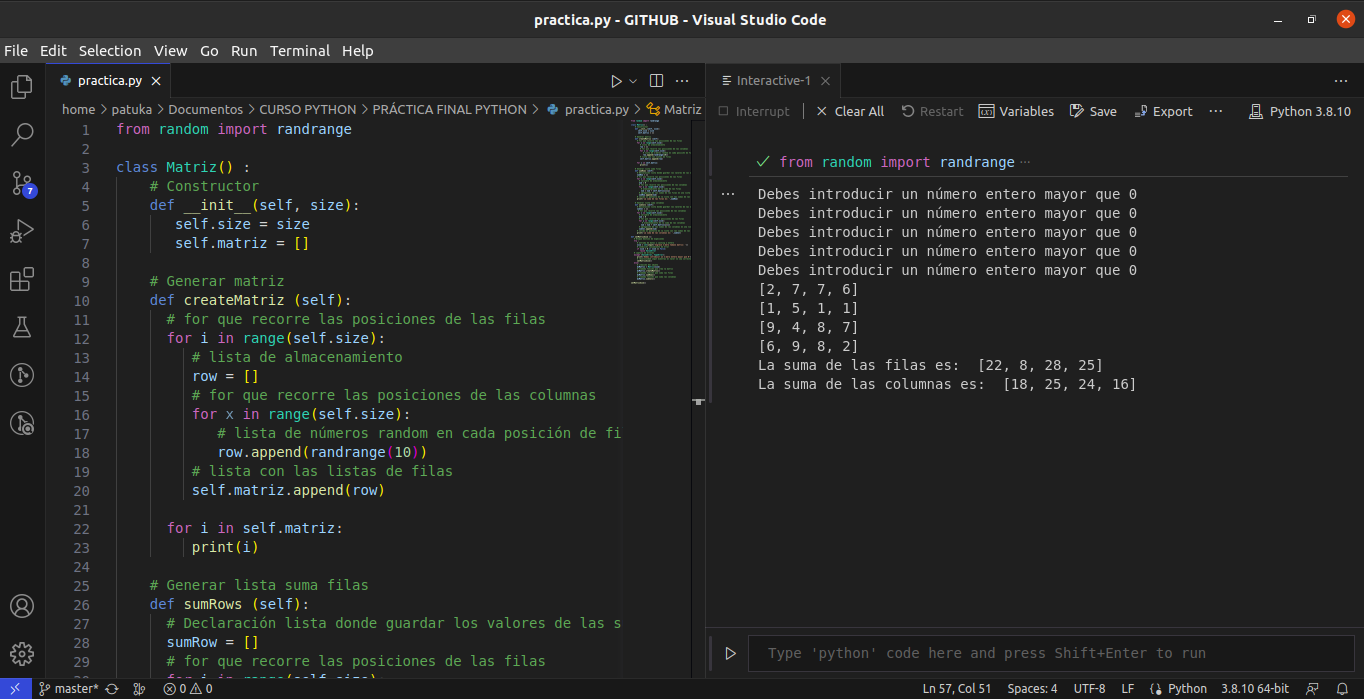 practica.py - GITHUB - Visual Studio Code
File Edit Selection View Go Run Terminal Help
practica.py
home > patuka > Documentos > CURSO PYTHON > PRÁCTICA FINAL PYTHON > practica.py > Matriz
1 from random import randrange
2
3 class Matriz() :
4 # Constructor
5 def __init__(self, size):
6 self.size = size
7 self.matriz = []
8
9 # Generar matriz
10 def createMatriz (self):
11 # for que recorre las posiciones de las filas
12 for i in range(self.size):
13 # lista de almacenamiento
14 row = []
15 # for que recorre las posiciones de las columnas
16 for x in range(self.size):
17 # lista de números random en cada posición de fi
18 row.append(randrange(10))
19 # lista con las listas de filas
20 self.matriz.append(row)
21
22 for i in self.matriz:
23 print(i)
24
25 # Generar lista suma filas
26 def sumRows (self):
27 # Declaración lista donde guardar los valores de las s
28 sumRow = []
29 # for que recorre las posiciones de las filas
Interactive-1
Interrupt Clear All Restart Variables Save Export ··· Python 3.8.10
from random import randrange ···
Debes introducir un número entero mayor que 0
Debes introducir un número entero mayor que 0
Debes introducir un número entero mayor que 0
Debes introducir un número entero mayor que 0
Debes introducir un número entero mayor que 0
[2, 7, 7, 6]
[1, 5, 1, 1]
[9, 4, 8, 7]
[6, 9, 8, 2]
La suma de las filas es:  [22, 8, 28, 25]
La suma de las columnas es:  [18, 25, 24, 16]
Type 'python' code here and press Shift+Enter to run
7
master* 0 0 Ln 57, Col 51 Spaces: 4 UTF-8 LF Python 3.8.10 64-bit